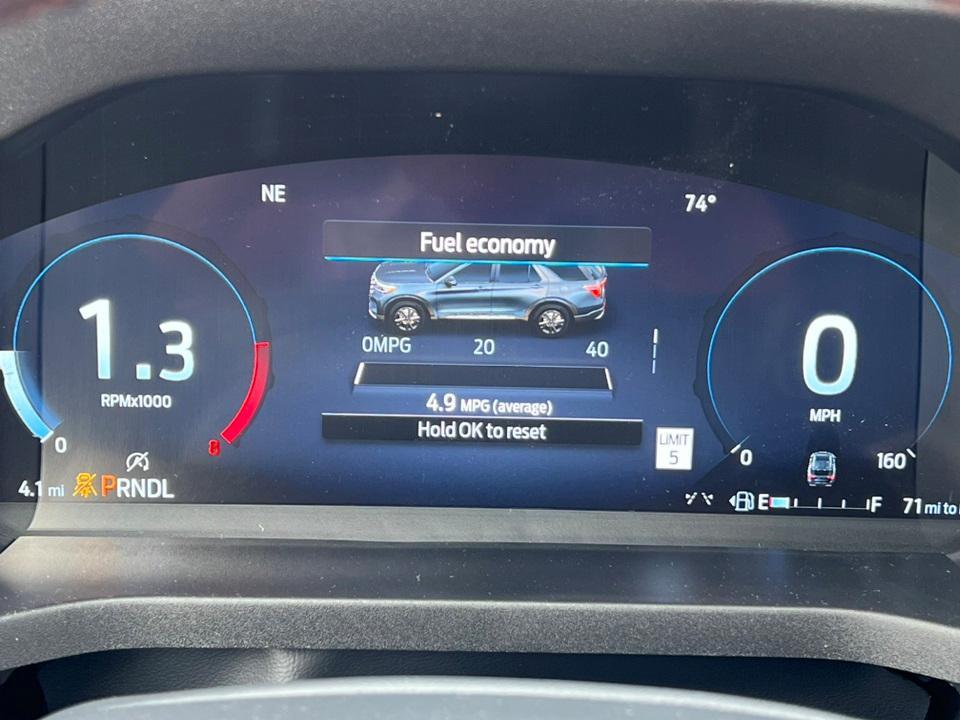 NE
74°
Fuel economy
0MPG 20 40
1.3
RPMx1000
0
8
4.9 MPG (average)
Hold OK to reset
LIMIT
5
0
MPH
0
160
4.1 mi
PRNDL
E F
71 mi to